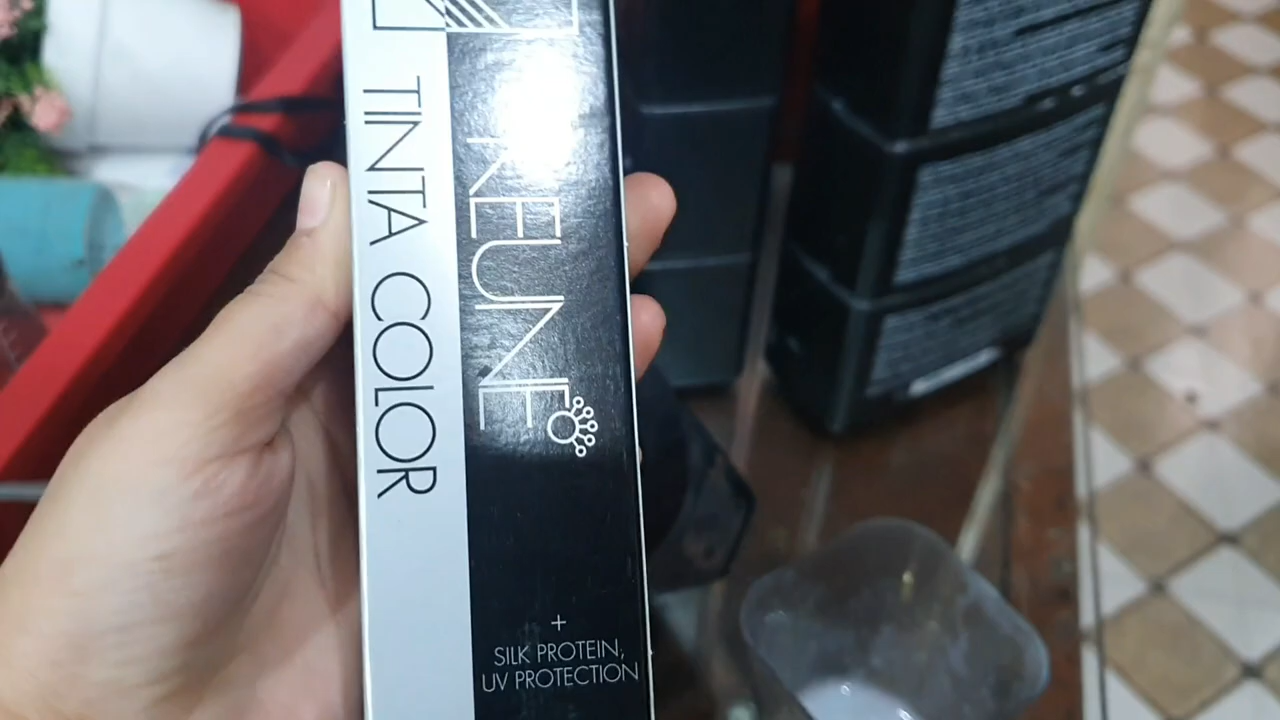 TINTA COLOR
KEUNE
+
SILK PROTEIN,
UV PROTECTION